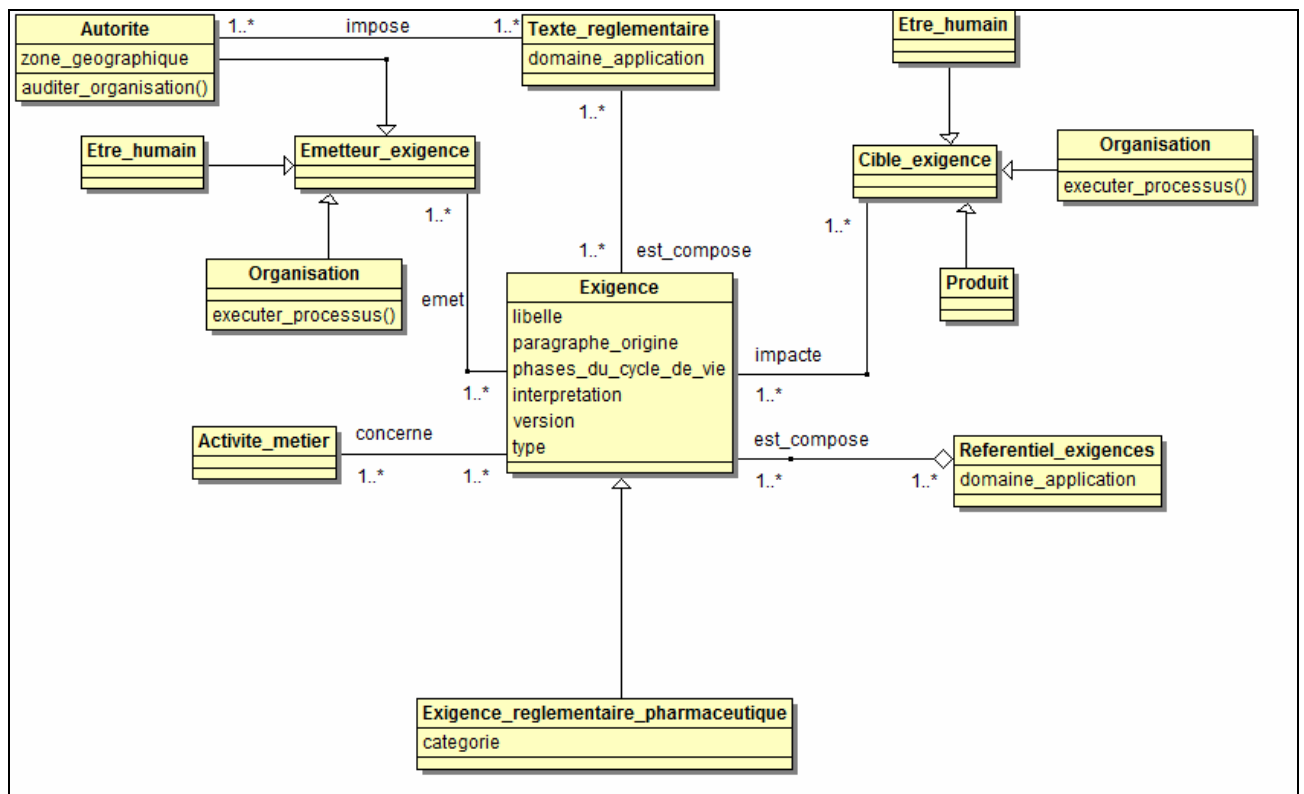 Autorite
zone_geographique
auditer_organisation()
1..*
impose
1..*
Texte_reglementaire
domaine_application
1..*
Etre_humain
Etre_humain
Emetteur_exigence
1..*
Cible_exigence
1..*
Organisation
executer_processus()
Organisation
executer_processus()
Produit
1..*
est_compose
emet
1..*
Exigence
libelle
paragraphe_origine
phases_du_cycle_de_vie
interpretation
version
type
impacte
1..*
Activite_metier
concerne
1..*
1..*
est_compose
1..*
1..*
Réferentiel_exigences
domaine_application
Exigence_reglementaire_pharmaceutique
categorie